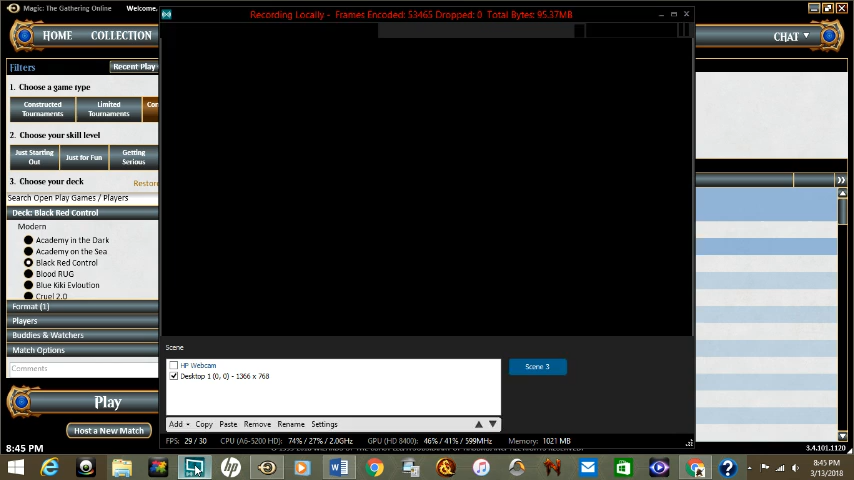 Magic: The Gathering Online
Welcome,
Recording Locally - Frames Encoded: 53465 Dropped: 0 Total Bytes: 95.37MB
HOME
COLLECTION
CHAT
Filters
Recent Play
1. Choose a game type
Constructed Tournaments
Limited Tournaments
Con
2. Choose your skill level
Just Starting Out
Just for Fun
Getting Serious
3. Choose your deck
Restor
Search Open Play Games / Players
Deck: Black Red Control
Modern
Academy in the Dark
Academy on the Sea
Black Red Control
Blood RUG
Blue Kiki Evloution
Cruel 2.0
Format (1)
Players
Buddies & Watchers
Match Options
Comments
Play
Host a New Match
8:45 PM
Scene
HP Webcam
Desktop 1 (0, 0) - 1366 x 768
Scene 3
Add
Copy
Paste
Remove
Rename
Settings
FPS: 29 / 30
CPU (A6-5200 HD): 74% / 27% / 2.0GHz
GPU (HD 8400): 46% / 41% / 599MHz
Memory: 1021 MB
3.4.101.1120
8:45 PM
3/13/2018